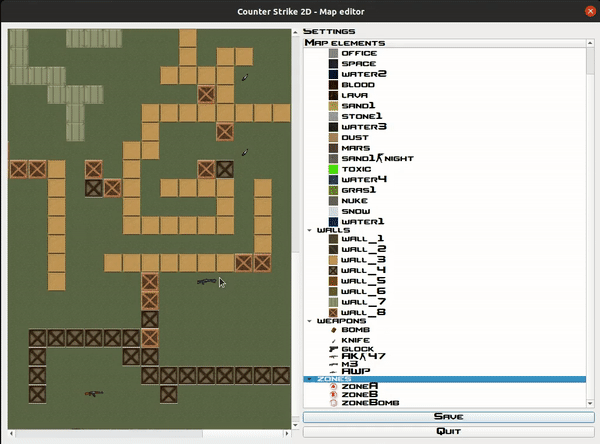 Counter Strike 2D - Map editor
Settings
Map elements
office
space
water2
blood
lava
sand1
stone1
water3
dust
mars
sand1_night
toxic
water4
gras1
nuke
snow
water1
Walls
wall_1
wall_2
wall_3
wall_4
wall_5
wall_6
wall_7
wall_8
Weapons
bomb
knife
glock
AK_47
m3
AWP
Zones
zoneA
zoneB
zoneBomb
Save
Quit